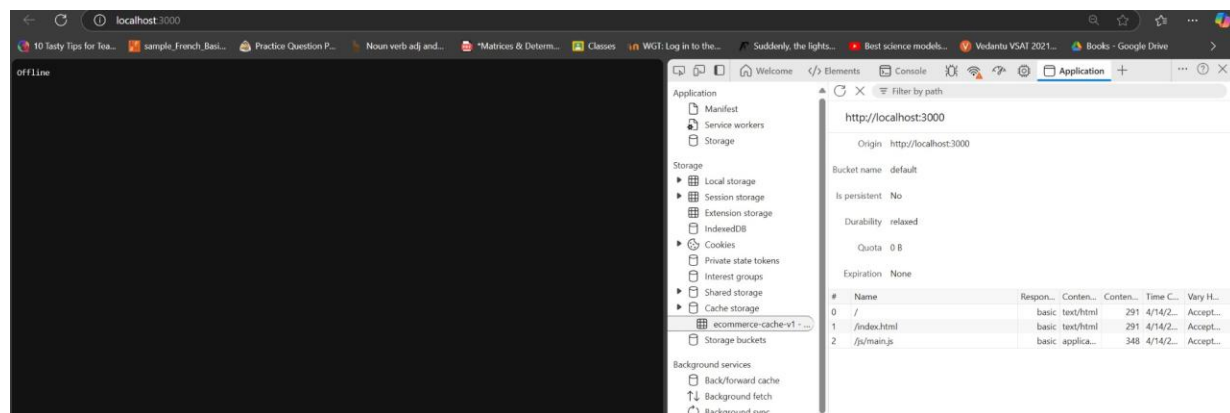 localhost:3000
10 Tasty Tips for Tea... sample_French_Basi... Practice Question P... Noun verb adj and... *Matrices & Determ... Classes WGT: Log in to the... Suddenly, the lights... Best science models... Vedantu VSAT 2021... Books - Google Drive
Offline
Welcome Elements Console Application
Filter by path
Application
Manifest
Service workers
Storage
Storage
Local storage
Session storage
Extension storage
IndexedDB
Cookies
Private state tokens
Interest groups
Shared storage
Cache storage
ecommerce-cache-v1 - ...
Storage buckets
Background services
Back/forward cache
Background fetch
Background sync
http://localhost:3000
Origin http://localhost:3000
Bucket name default
Is persistent No
Durability relaxed
Quota 0 B
Expiration None
# Name Respon... Conten... Conten... Time C... Vary H...
0 / basic text/html 291 4/14/2... Accept...
1 /index.html basic text/html 291 4/14/2... Accept...
2 /js/main.js basic applica... 348 4/14/2... Accept...